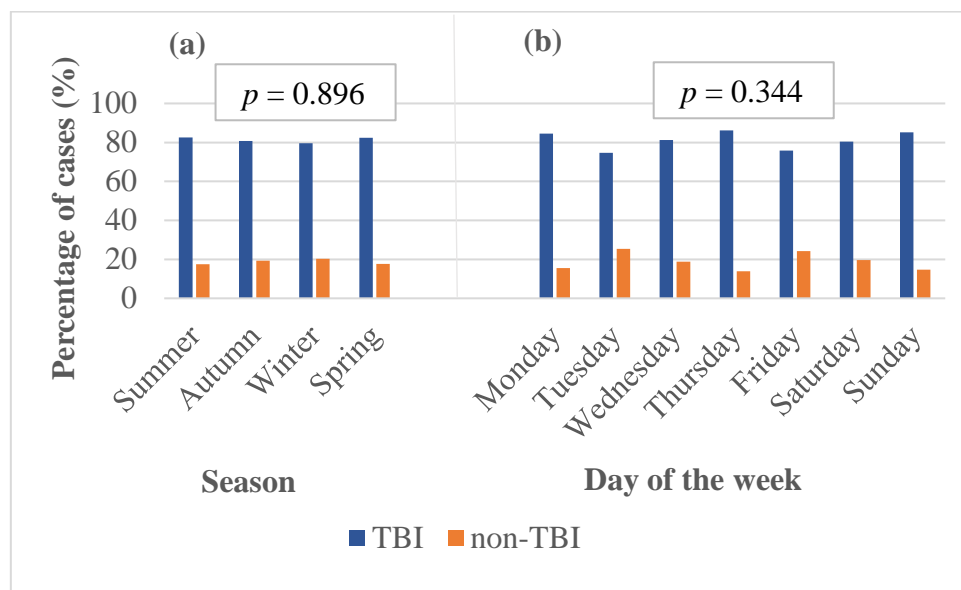 (a)
(b)
p = 0.896
p = 0.344
Percentage of cases (%)
100
80
60
40
20
0
Summer
Autumn
Winter
Spring
Monday
Tuesday
Wednesday
Thursday
Friday
Saturday
Sunday
Season
Day of the week
TBI
non-TBI